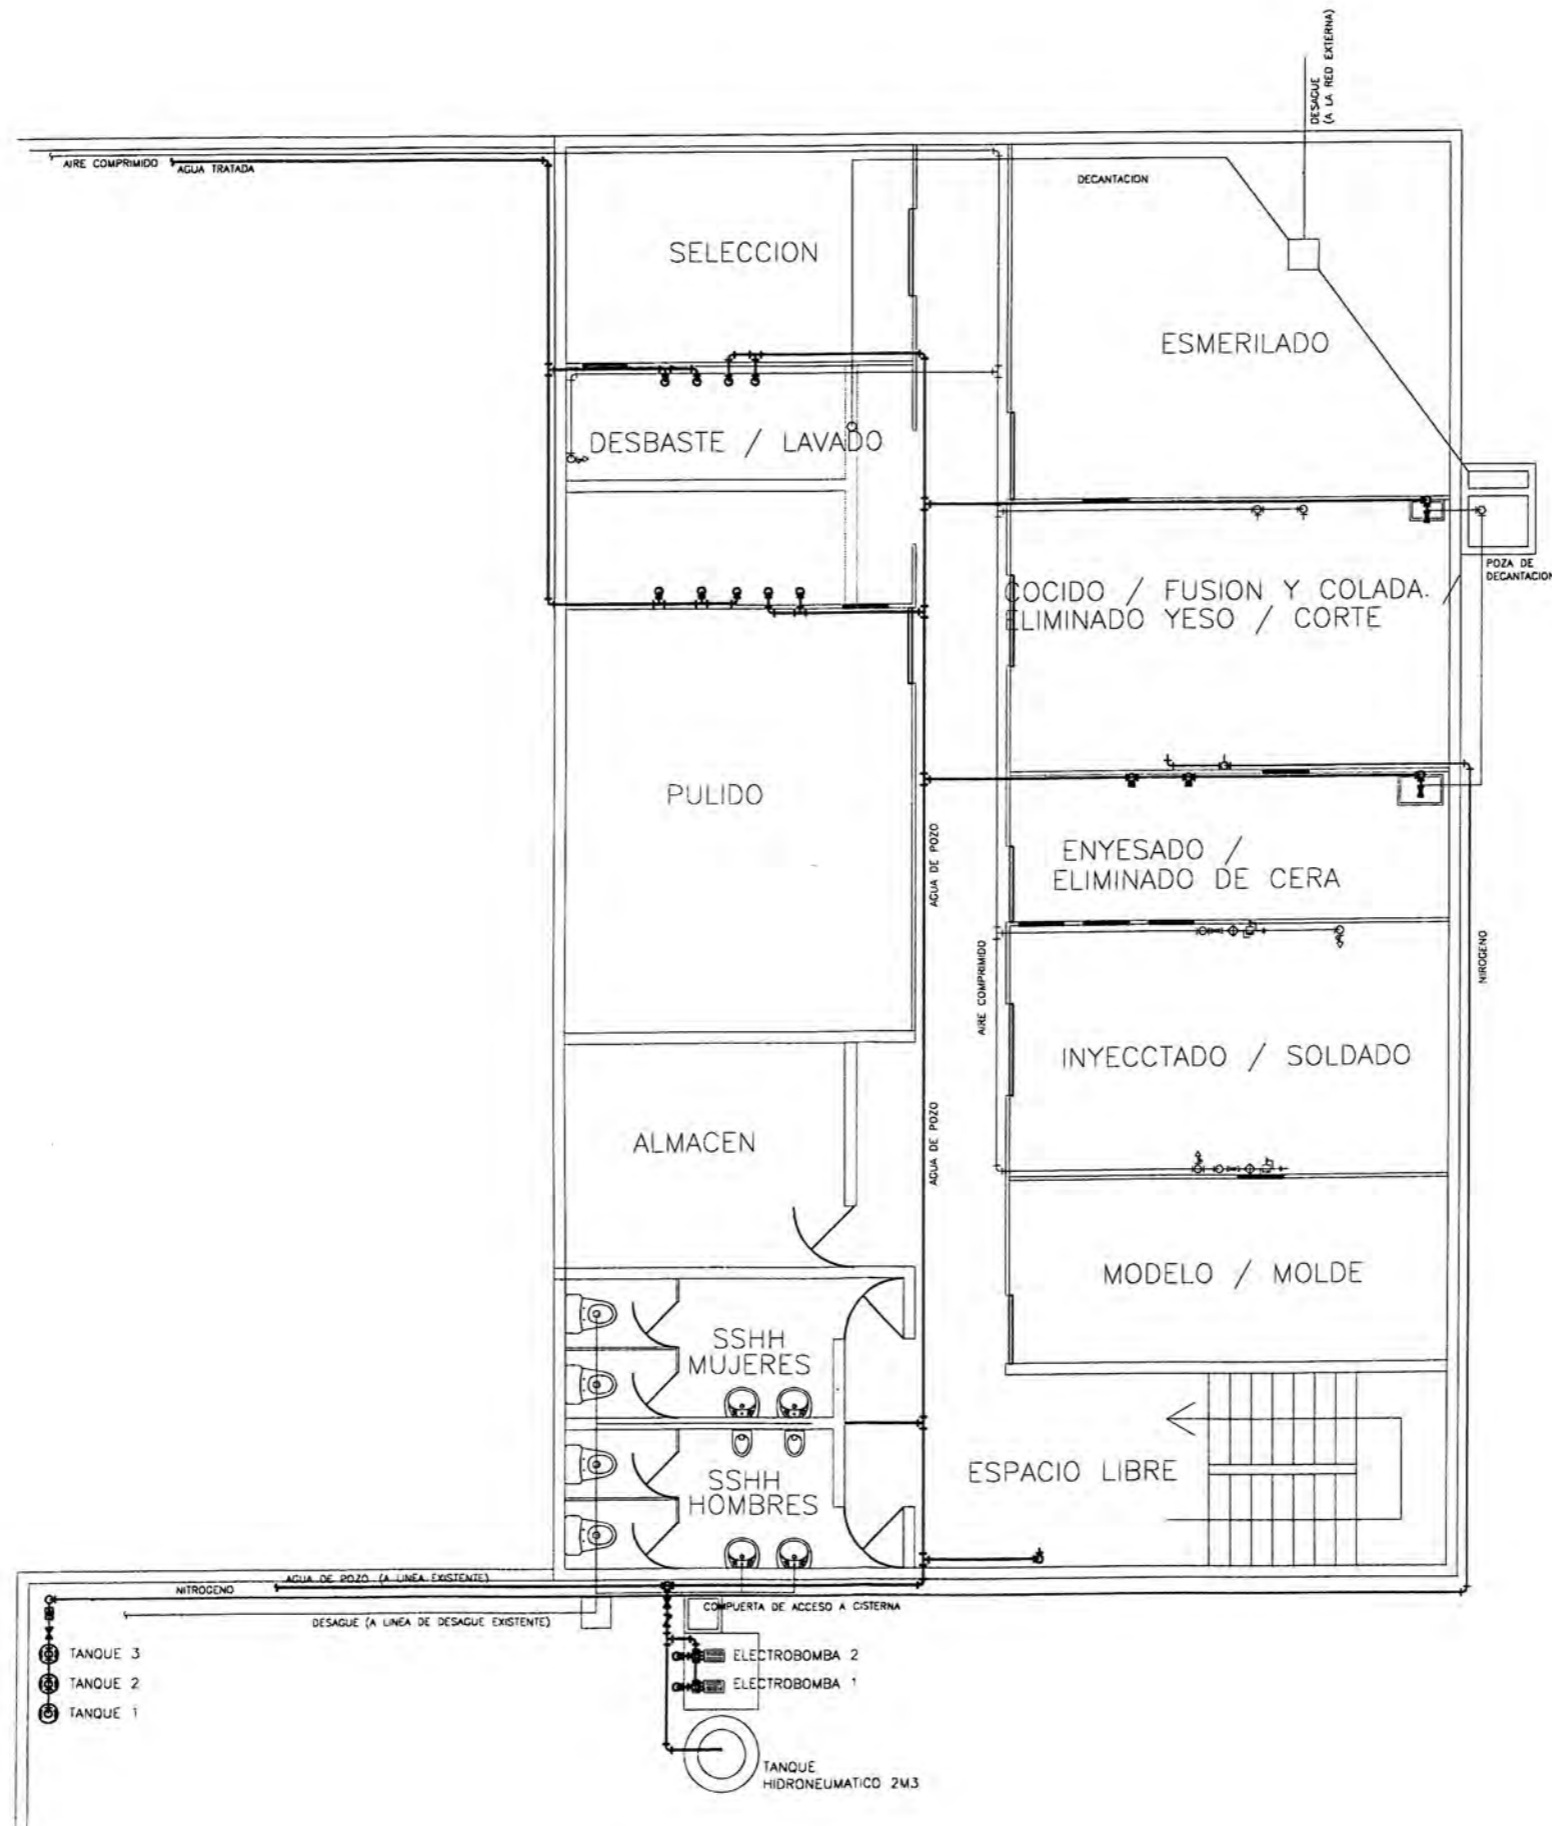 DESAGUE
(A LA RED EXTERNA)
AIRE COMPRIMIDO
AGUA TRATADA
DECANTACION
SELECCION
ESMERILADO
DESBASTE / LAVADO
POZA DE
DECANTACION
COCIDO / FUSION Y COLADA. /
ELIMINADO YESO / CORTE
PULIDO
AGUA DE POZO
ENYESADO /
ELIMINADO DE CERA
AIRE COMPRIMIDO
NIROGENO
INYECCTADO / SOLDADO
ALMACEN
AGUA DE POZO
MODELO / MOLDE
SSHH
MUJERES
ESPACIO LIBRE
SSHH
HOMBRES
AGUA DE POZO (A LINEA EXISTENTE)
NITROGENO
COMPUERTA DE ACCESO A CISTERNA
DESAGUE (A LINEA DE DESAGUE EXISTENTE)
TANQUE 3
ELECTROBOMBA 2
TANQUE 2
ELECTROBOMBA 1
TANQUE 1
TANQUE
HIDRONEUMATICO 2M3